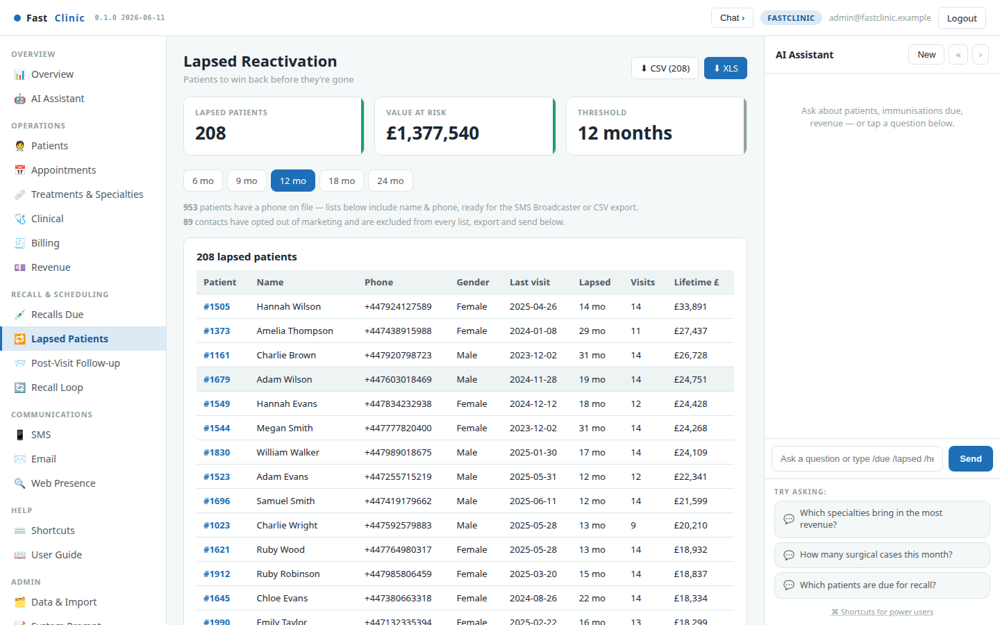 Fast Clinic 0.1.0 2026-06-11
Chat ›
FASTCLINIC
admin@fastclinic.example
Logout
OVERVIEW
Overview
AI Assistant
OPERATIONS
Patients
Appointments
Treatments & Specialties
Clinical
Billing
Revenue
RECALL & SCHEDULING
Recalls Due
Lapsed Patients
Post-Visit Follow-up
Recall Loop
COMMUNICATIONS
SMS
Email
Web Presence
HELP
Shortcuts
User Guide
ADMIN
Data & Import
System Prompt
Lapsed Reactivation
Patients to win back before they're gone
⬇ CSV (208)
⬇ XLS
LAPSED PATIENTS
208
VALUE AT RISK
£1,377,540
THRESHOLD
12 months
6 mo
9 mo
12 mo
18 mo
24 mo
953 patients have a phone on file — lists below include name & phone, ready for the SMS Broadcaster or CSV export.
89 contacts have opted out of marketing and are excluded from every list, export and send below.
208 lapsed patients
Patient Name Phone Gender Last visit Lapsed Visits Lifetime £
#1505 Hannah Wilson +447924127589 Female 2025-04-26 14 mo 14 £33,891
#1373 Amelia Thompson +447438915988 Female 2024-01-08 29 mo 11 £27,437
#1161 Charlie Brown +447920798723 Male 2023-12-02 31 mo 14 £26,728
#1679 Adam Wilson +447603018469 Male 2024-11-28 19 mo 14 £24,751
#1549 Hannah Evans +447834232938 Female 2024-12-12 18 mo 12 £24,428
#1544 Megan Smith +447777820400 Female 2023-12-02 31 mo 14 £24,268
#1830 William Walker +447989018675 Male 2025-01-30 17 mo 14 £24,109
#1523 Adam Evans +447255715219 Male 2025-05-31 12 mo 12 £22,341
#1696 Samuel Smith +447419179662 Male 2025-06-11 12 mo 14 £21,599
#1023 Charlie Wright +447592579883 Male 2025-05-28 13 mo 9 £20,210
#1621 Ruby Wood +447764980317 Female 2025-05-28 13 mo 14 £18,932
#1912 Ruby Robinson +447985806459 Female 2025-03-20 15 mo 14 £18,837
#1645 Chloe Evans +447380663318 Female 2024-08-26 22 mo 14 £18,334
#1990 Emily Taylor +447132335394 Female 2025-02-22 16 mo 13 £18,299
AI Assistant
New
«
›
Ask about patients, immunisations due,
revenue — or tap a question below.
Ask a question or type /due /lapsed /he
Send
TRY ASKING:
Which specialties bring in the most
revenue?
How many surgical cases this month?
Which patients are due for recall?
⌘ Shortcuts for power users